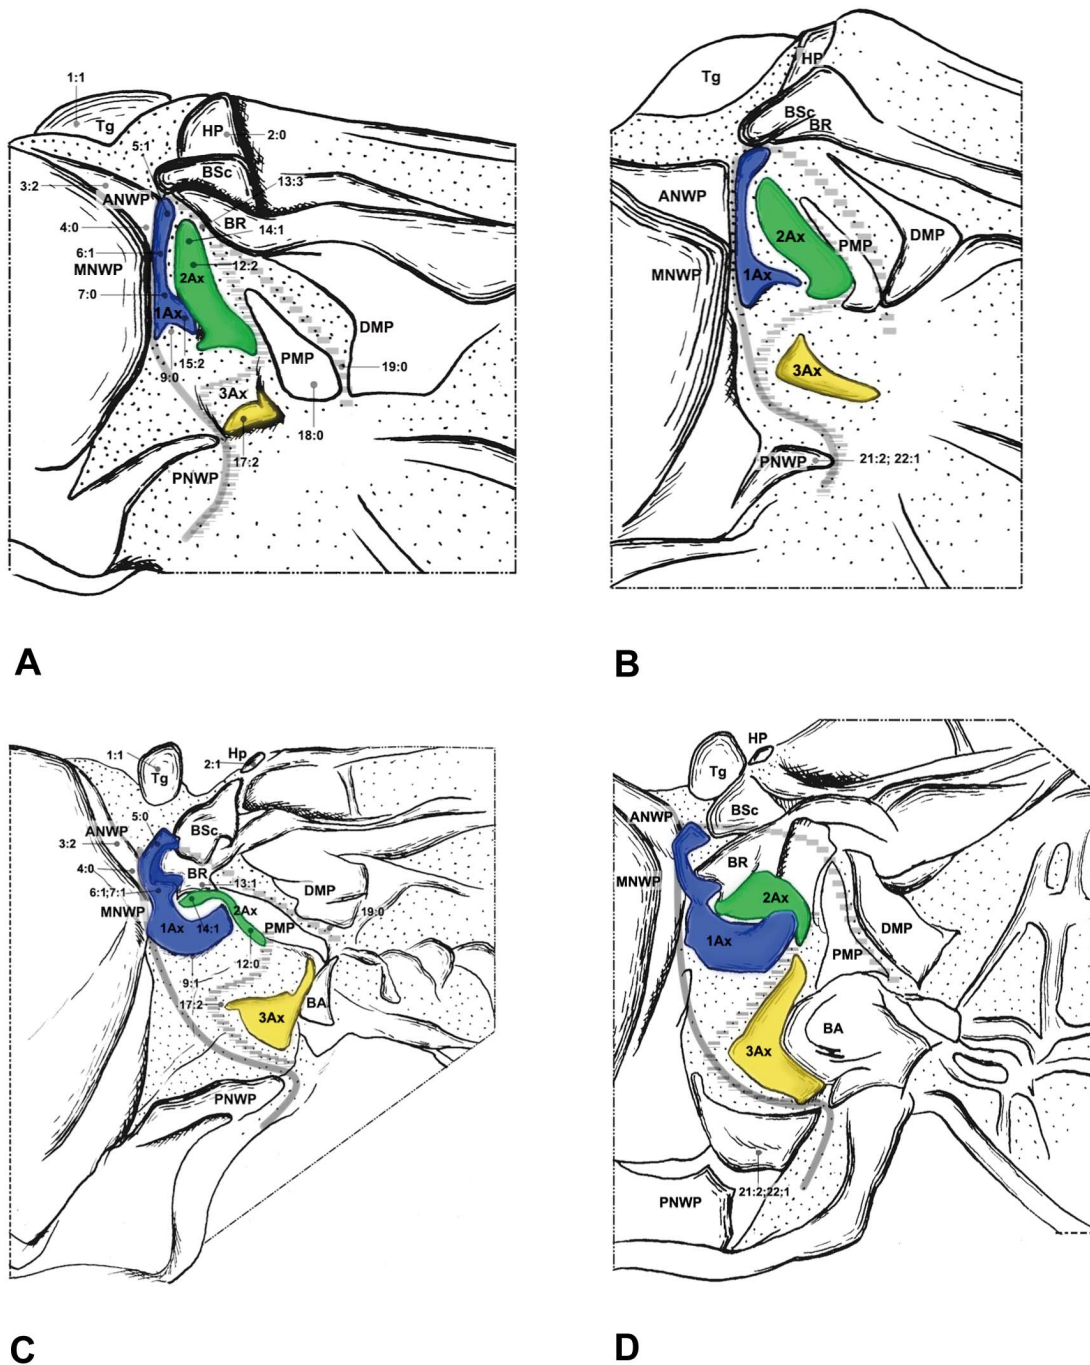 1:1
Tg
5:1
HP
2:0
BSc
3:2
13:3
ANWP
BR
4:0
14:1
6:1
12:2
MNWP
2Ax
7:0
1Ax
DMP
PMP
15:2
19:0
9:0
3Ax
18:0
17:2
PNWP
A
HP
Tg
BSc
BR
ANWP
2Ax
PMP
DMP
MNWP
1Ax
3Ax
PNWP
21:2; 22:1
B
1:1
Hp
2:1
Tg
ANWP
5:0
BSc
3:2
4:0
BR
13:1
DMP
6:1;7:1
MNWP
2Ax
19:0
1Ax
14:1
PMP
12:0
9:1
17:2
BA
3Ax
PNWP
C
HP
Tg
BSc
ANWP
BR
MNWP
2Ax
1Ax
DMP
PMP
BA
3Ax
21:2;22:1
PNWP
D